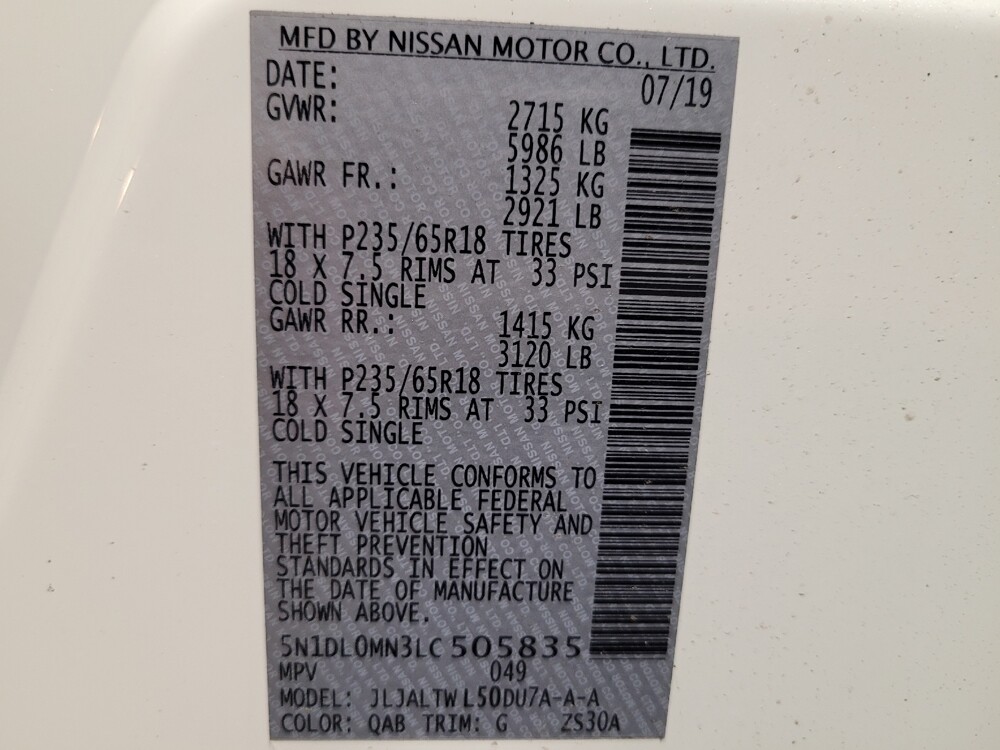 MFD BY NISSAN MOTOR CO., LTD.
DATE: 07/19
GVWR: 2715 KG
5986 LB
GAWR FR.: 1325 KG
2921 LB
WITH P235/65R18 TIRES
18 X 7.5 RIMS AT 33 PSI
COLD SINGLE
GAWR RR.: 1415 KG
3120 LB
WITH P235/65R18 TIRES
18 X 7.5 RIMS AT 33 PSI
COLD SINGLE
THIS VEHICLE CONFORMS TO
ALL APPLICABLE FEDERAL
MOTOR VEHICLE SAFETY AND
THEFT PREVENTION
STANDARDS IN EFFECT ON
THE DATE OF MANUFACTURE
SHOWN ABOVE.
5N1DL0MN3LC505835
MPV 049
MODEL: JLJALTWL50DU7A-A-A
COLOR: QAB TRIM: G ZS30A